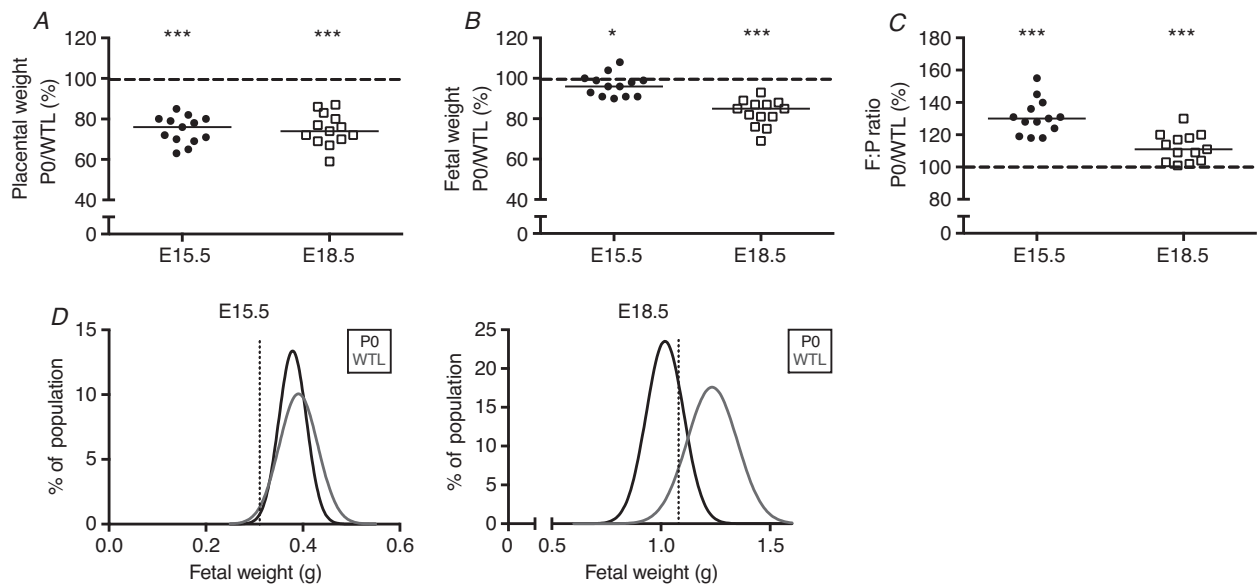 A
***
***
Placental weight
P0/WTL (%)
120
100
80
60
40
0
E15.5
E18.5
B
*
***
Fetal weight
P0/WTL (%)
120
100
80
60
40
0
E15.5
E18.5
C
***
***
F:P ratio
P0/WTL (%)
180
160
140
120
100
80
0
E15.5
E18.5
D
E15.5
% of population
15
10
5
0
0.0
0.2
0.4
0.6
Fetal weight (g)
P0
WTL
E18.5
% of population
25
20
15
10
5
0
0
0.5
1.0
1.5
Fetal weight (g)
P0
WTL